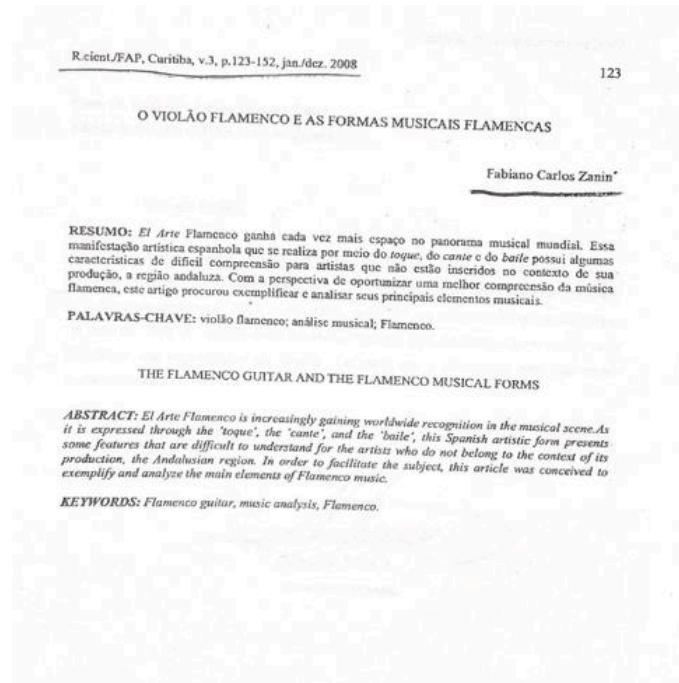 R.cient./FAP, Curitiba, v.3, p.123-152, jan./dez. 2008
123
O VIOLÃO FLAMENCO E AS FORMAS MUSICAIS FLAMENCAS
Fabiano Carlos Zanin*
RESUMO: El Arte Flamenco ganha cada vez mais espaço no panorama musical mundial. Essa
manifestação artística espanhola que se realiza por meio do toque, do cante e do baile possui algumas
características de difícil compreensão para artistas que não estão inseridos no contexto de sua
produção, a região andaluza. Com a perspectiva de oportunizar uma melhor compreensão da música
flamenca, este artigo procurou exemplificar e analisar seus principais elementos musicais.
PALAVRAS-CHAVE: violão flamenco; análise musical; Flamenco.
THE FLAMENCO GUITAR AND THE FLAMENCO MUSICAL FORMS
ABSTRACT: El Arte Flamenco is increasingly gaining worldwide recognition in the musical scene.As
it is expressed through the 'toque', the 'cante', and the 'baile', this Spanish artistic form presents
some features that are difficult to understand for the artists who do not belong to the context of its
production, the Andalusian region. In order to facilitate the subject, this article was conceived to
exemplify and analyze the main elements of Flamenco music.
KEYWORDS: Flamenco guitar, music analysis, Flamenco.